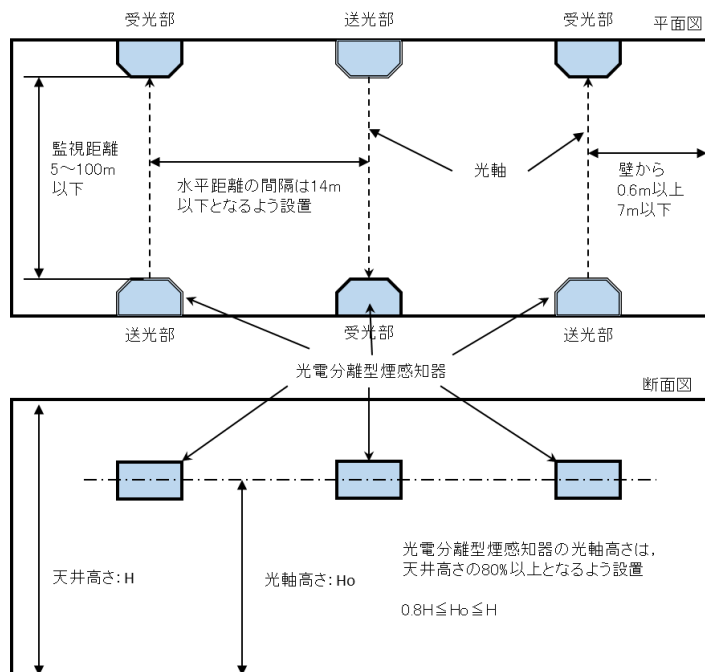 受光部
送光部
受光部
平面図
監視距離
5～100m
以下
水平距離の間隔は14m
以下となるよう設置
光軸
壁から
0.6m以上
7m以下
送光部
受光部
送光部
光電分離型煙感知器
断面図
天井高さ：H
光軸高さ：Ho
光電分離型煙感知器の光軸高さは，
天井高さの80%以上となるよう設置
0.8H≦Ho≦H